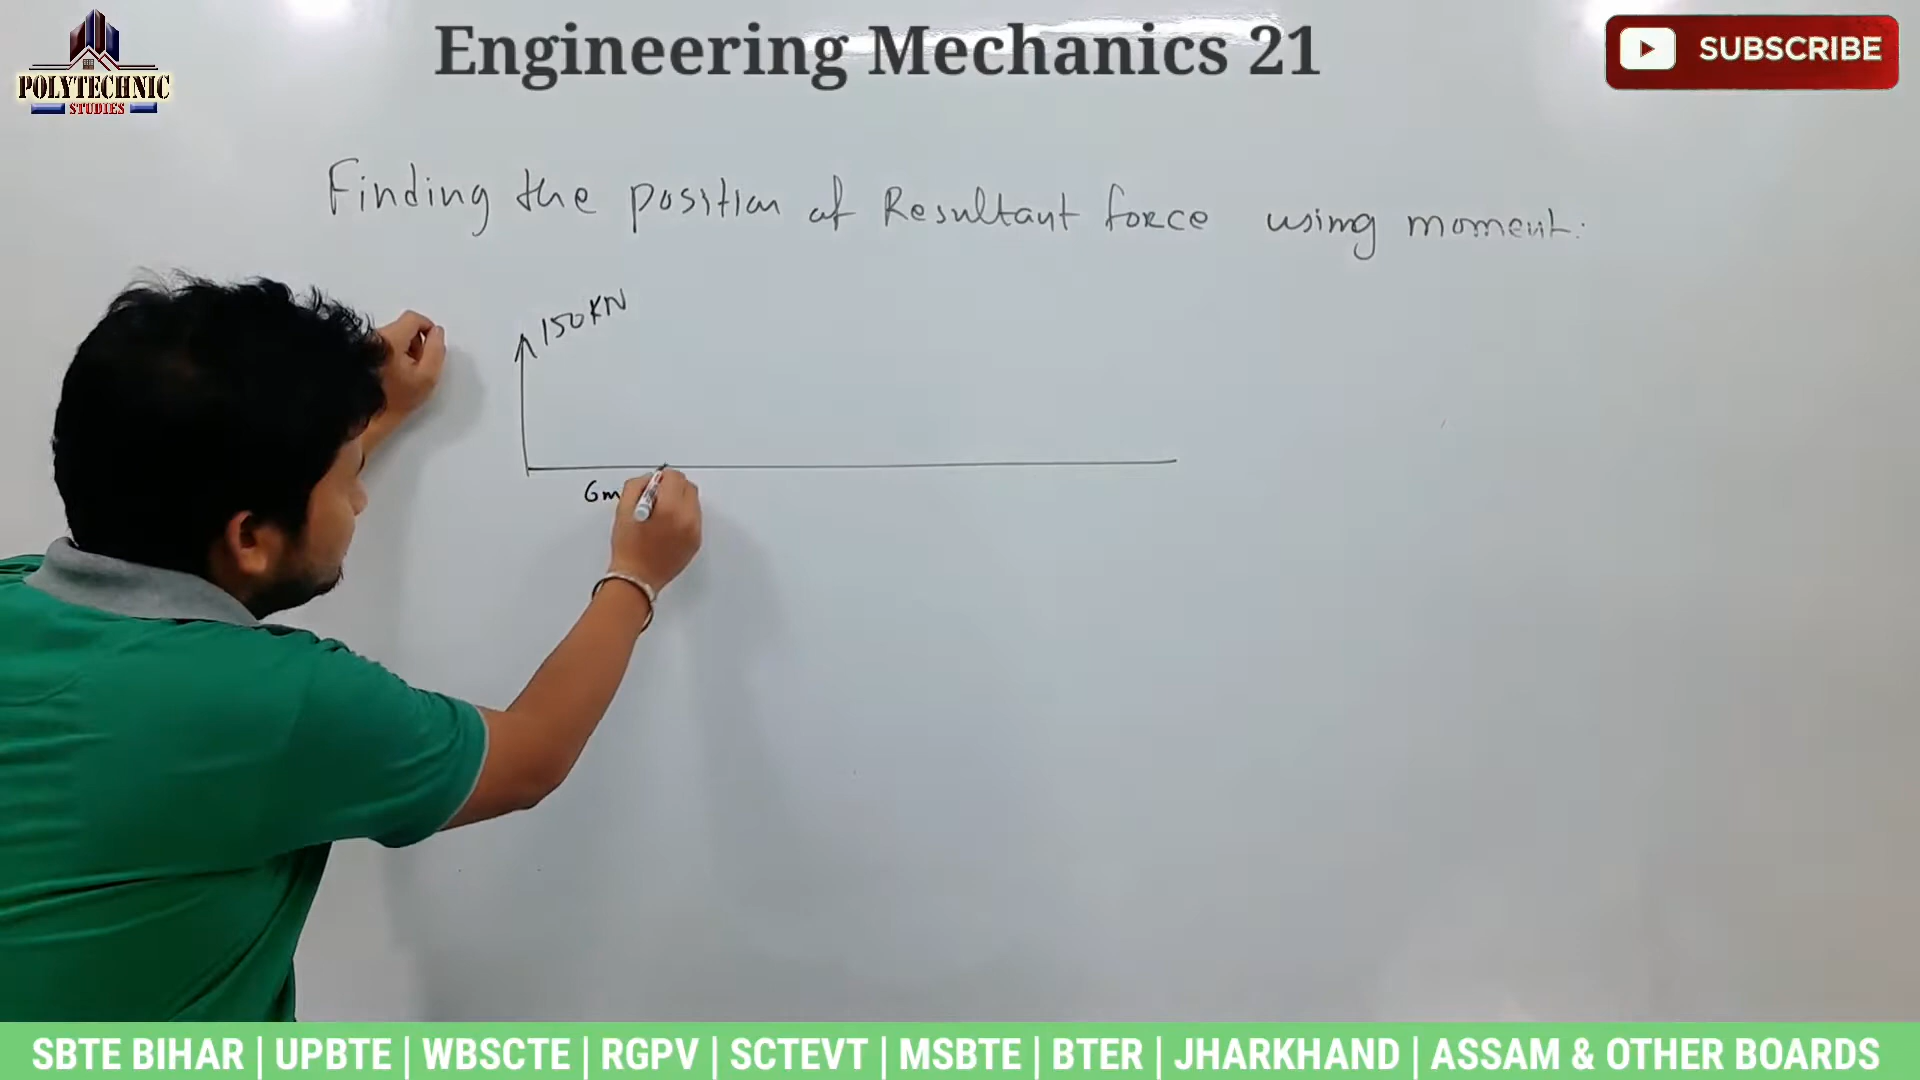 Engineering Mechanics 21
POLYTECHNIC
STUDIES
SUBSCRIBE
Finding the position of Resultant force using moment:
150KN
6m
SBTE BIHAR | UPBTE | WBSCTE | RGPV | SCTEVT | MSBTE | BTER | JHARKHAND | ASSAM & OTHER BOARDS